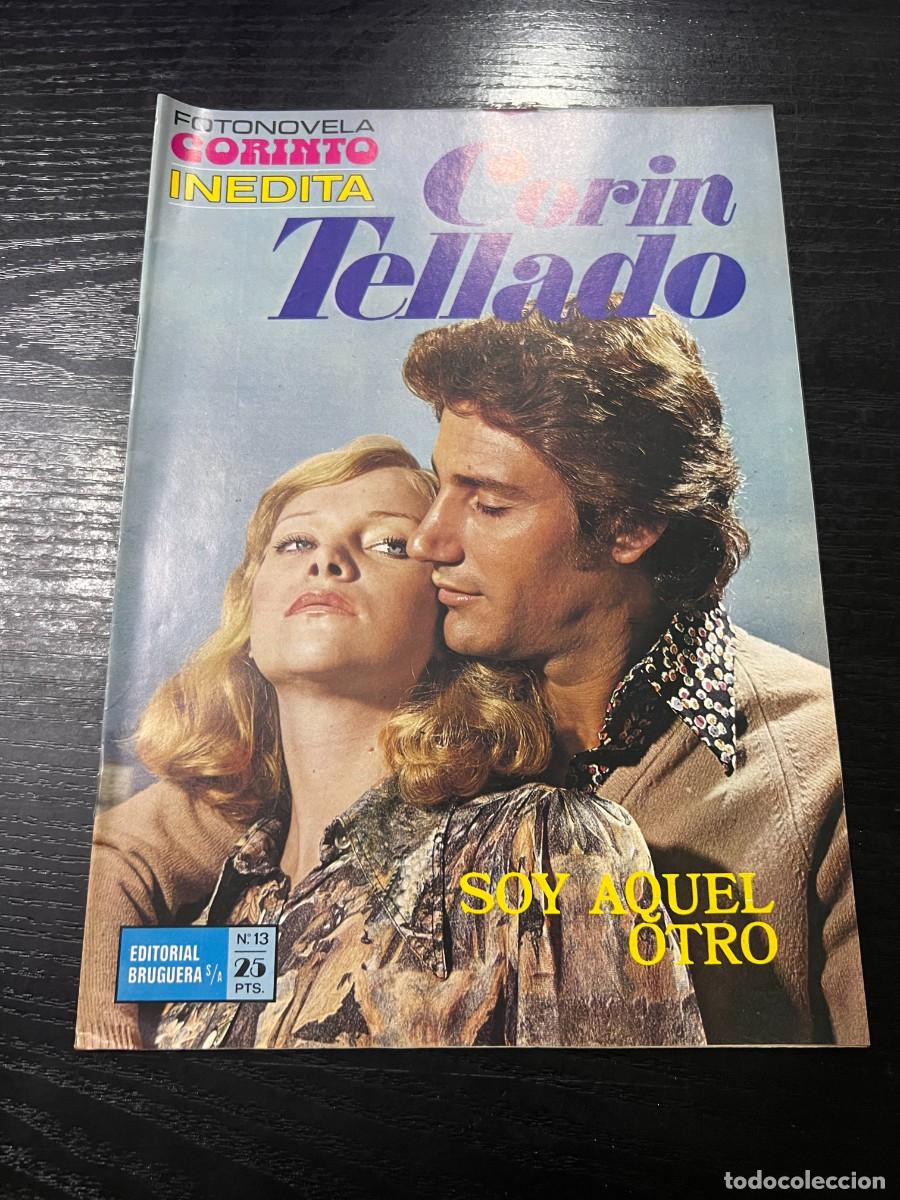 FOTONOVELA
CORINTO
INEDITA
Corin
Tellado
SOY AQUEL
OTRO
EDITORIAL
BRUGUERA S/A
N.º 13
25
PTS.
todocoleccion